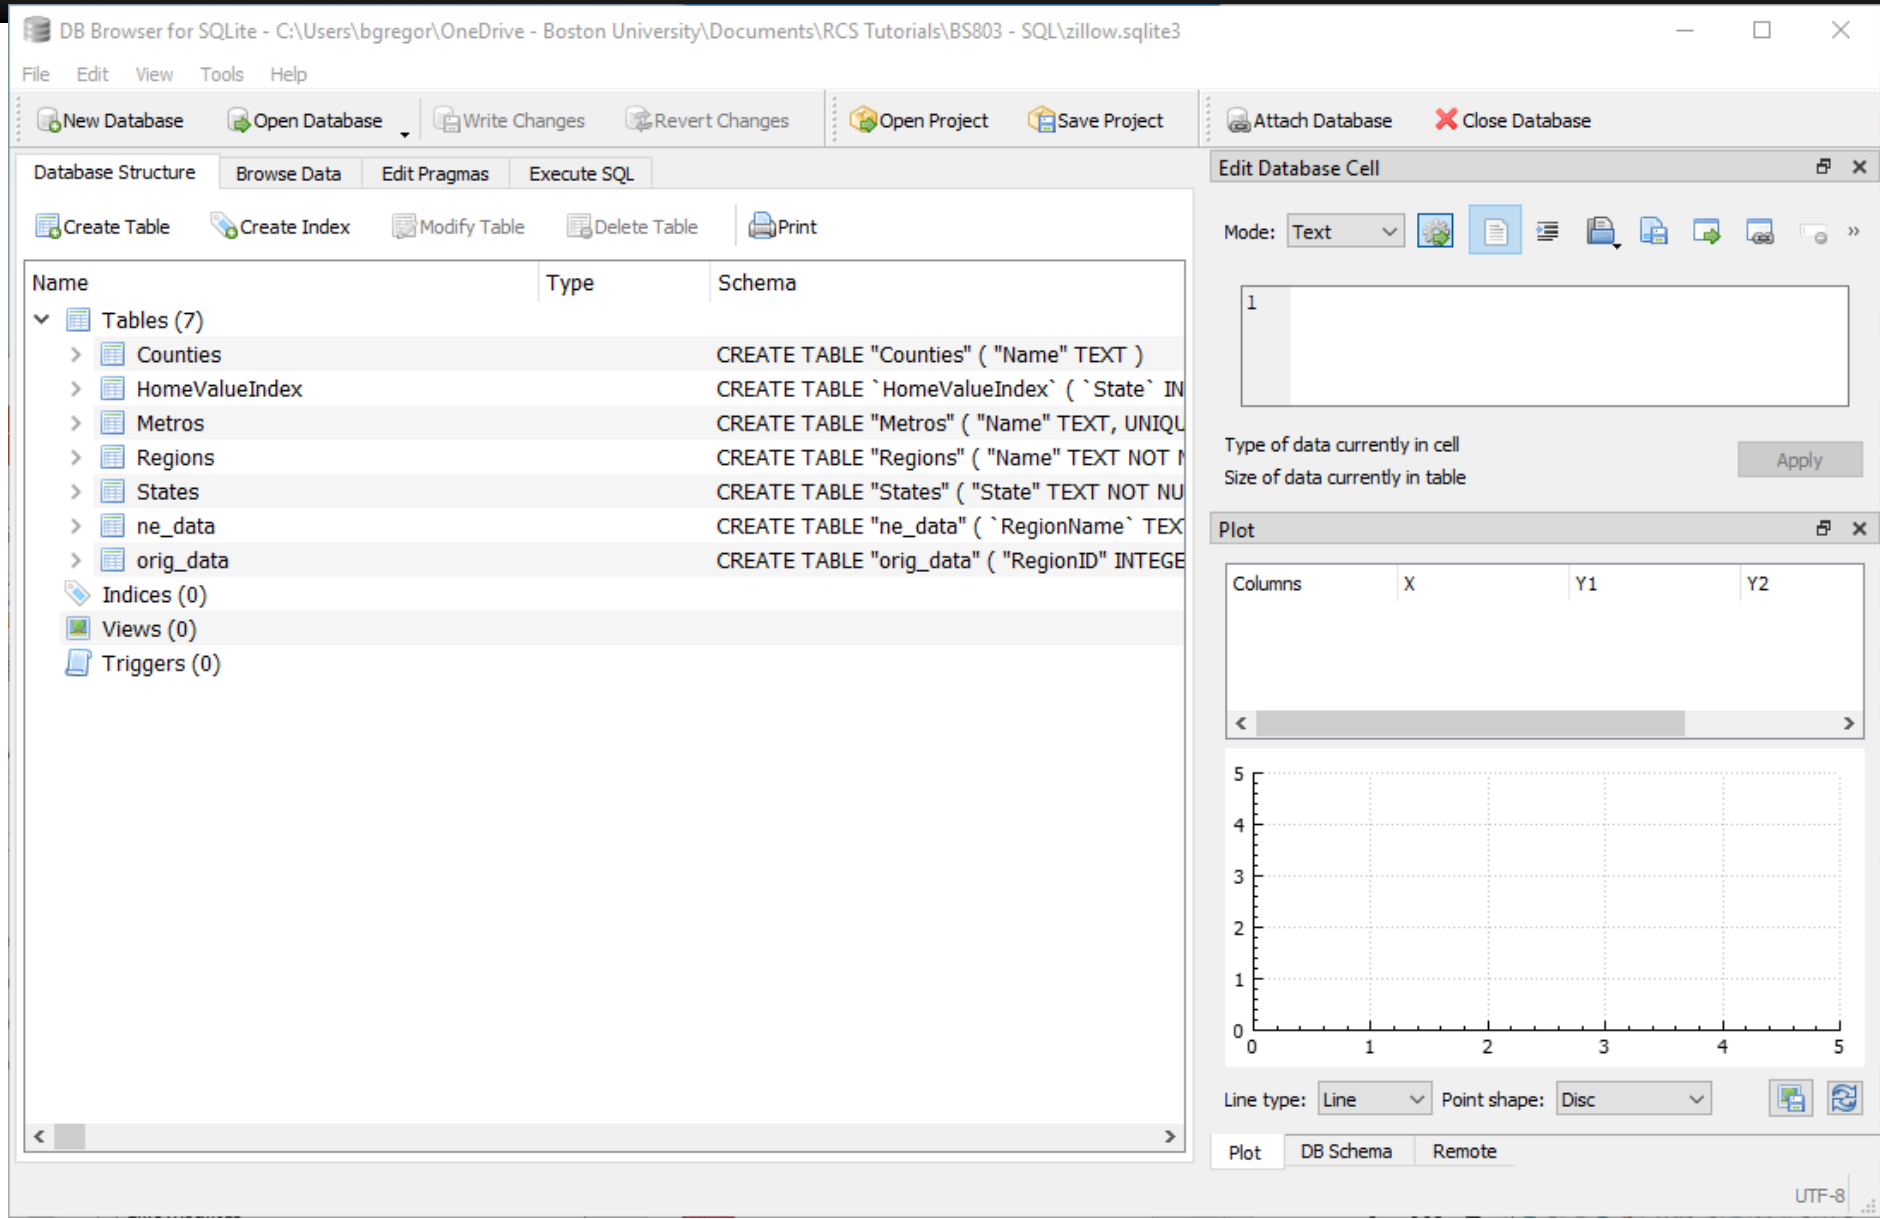 DB Browser for SQLite - C:\Users\bgregor\OneDrive - Boston University\Documents\RCS Tutorials\BS803 - SQL\zillow.sqlite3
File Edit View Tools Help
New Database Open Database Write Changes Revert Changes Open Project Save Project Attach Database Close Database
Database Structure Browse Data Edit Pragmas Execute SQL
Create Table Create Index Modify Table Delete Table Print
Name Type Schema
Tables (7)
Counties CREATE TABLE "Counties" ( "Name" TEXT )
HomeValueIndex CREATE TABLE `HomeValueIndex` ( `State` IN
Metros CREATE TABLE "Metros" ( "Name" TEXT, UNIQU
Regions CREATE TABLE "Regions" ( "Name" TEXT NOT N
States CREATE TABLE "States" ( "State" TEXT NOT NU
ne_data CREATE TABLE "ne_data" ( `RegionName` TEX
orig_data CREATE TABLE "orig_data" ( "RegionID" INTEGE
Indices (0)
Views (0)
Triggers (0)
Edit Database Cell
Mode: Text
1
Type of data currently in cell
Size of data currently in table
Apply
Plot
Columns X Y1 Y2
5
4
3
2
1
0
0 1 2 3 4 5
Line type: Line Point shape: Disc
Plot DB Schema Remote
UTF-8